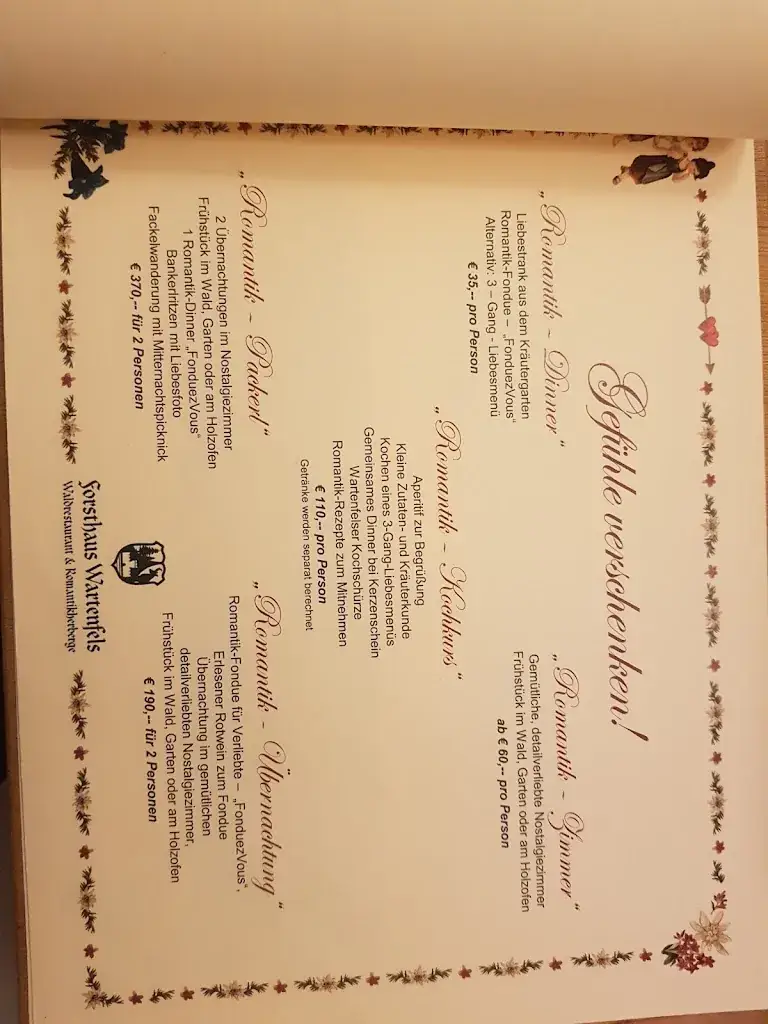 Gefühle verschenken!
„Romantik ~ Dinner“
Liebestrank aus dem Kräutergarten
Romantik-Fondue – „FonduezVous“
Alternativ: 3 – Gang - Liebesmenü
€ 35,-- pro Person
„Romantik ~ Zimmer“
Gemütliche, detailverliebte Nostalgiezimmer
Frühstück im Wald, Garten oder am Holzofen
ab € 60,-- pro Person
„Romantik ~ Kochkurs“
Aperitif zur Begrüßung
Kleine Zutaten- und Kräuterkunde
Kochen eines 3-Gang-Liebesmenüs
Gemeinsames Dinner bei Kerzenschein
Wartenfelser Kochschürze
Romantik-Rezepte zum Mitnehmen
€ 110,-- pro Person
Getränke werden separat berechnet
„Romantik ~ Packerl“
2 Übernachtungen im Nostalgiezimmer
Frühstück im Wald, Garten oder am Holzofen
1 Romantik-Dinner „FonduezVous“
Bankerlritzen mit Liebesfoto
Fackelwanderung mit Mitternachtspicknick
€ 370,-- für 2 Personen
„Romantik ~ Übernachtung“
Romantik-Fondue für Verliebte – „FonduezVous“,
Erlesener Rotwein zum Fondue
Übernachtung im gemütlichen
detailverliebten Nostalgiezimmer,
Frühstück im Wald, Garten oder am Holzofen
€ 190,-- für 2 Personen
Forsthaus Wartenfels
Waldrestaurant & Romantikherberge